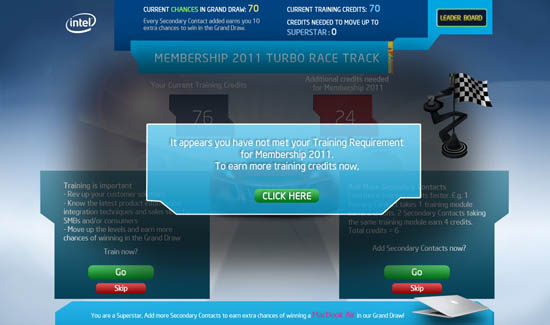 intel
CURRENT CHANCES IN GRAND DRAW: 70
Every Secondary Contact added earns you 10
extra chances to win in the Grand Draw.
CURRENT TRAINING CREDITS: 70
CREDITS NEEDED TO MOVE UP TO
SUPERSTAR : 0
LEADER BOARD
MEMBERSHIP 2011 TURBO RACE TRACK
Your Current Training Credits
76
Additional credits needed
for Membership 2011
24
It appears you have not met your Training Requirement
for Membership 2011.
To earn more training credits now,
CLICK HERE
Training is important
- Rev up your customer
- Know the latest product
integration techniques and sales
SMBs and/or consumers
- Move up the levels and earn more
chances of winning in the Grand Draw
Train now?
Go
Skip
Add More Secondary Contacts
faster. E.g. 1
takes 1 training module
2 Secondary Contacts taking
the same training module earn 4 credits.
Total credits = 6
Add Secondary Contacts now?
Go
Skip
You are a Superstar, Add more Secondary Contacts to earn extra chances of winning a Macbook Air in our Grand Draw!